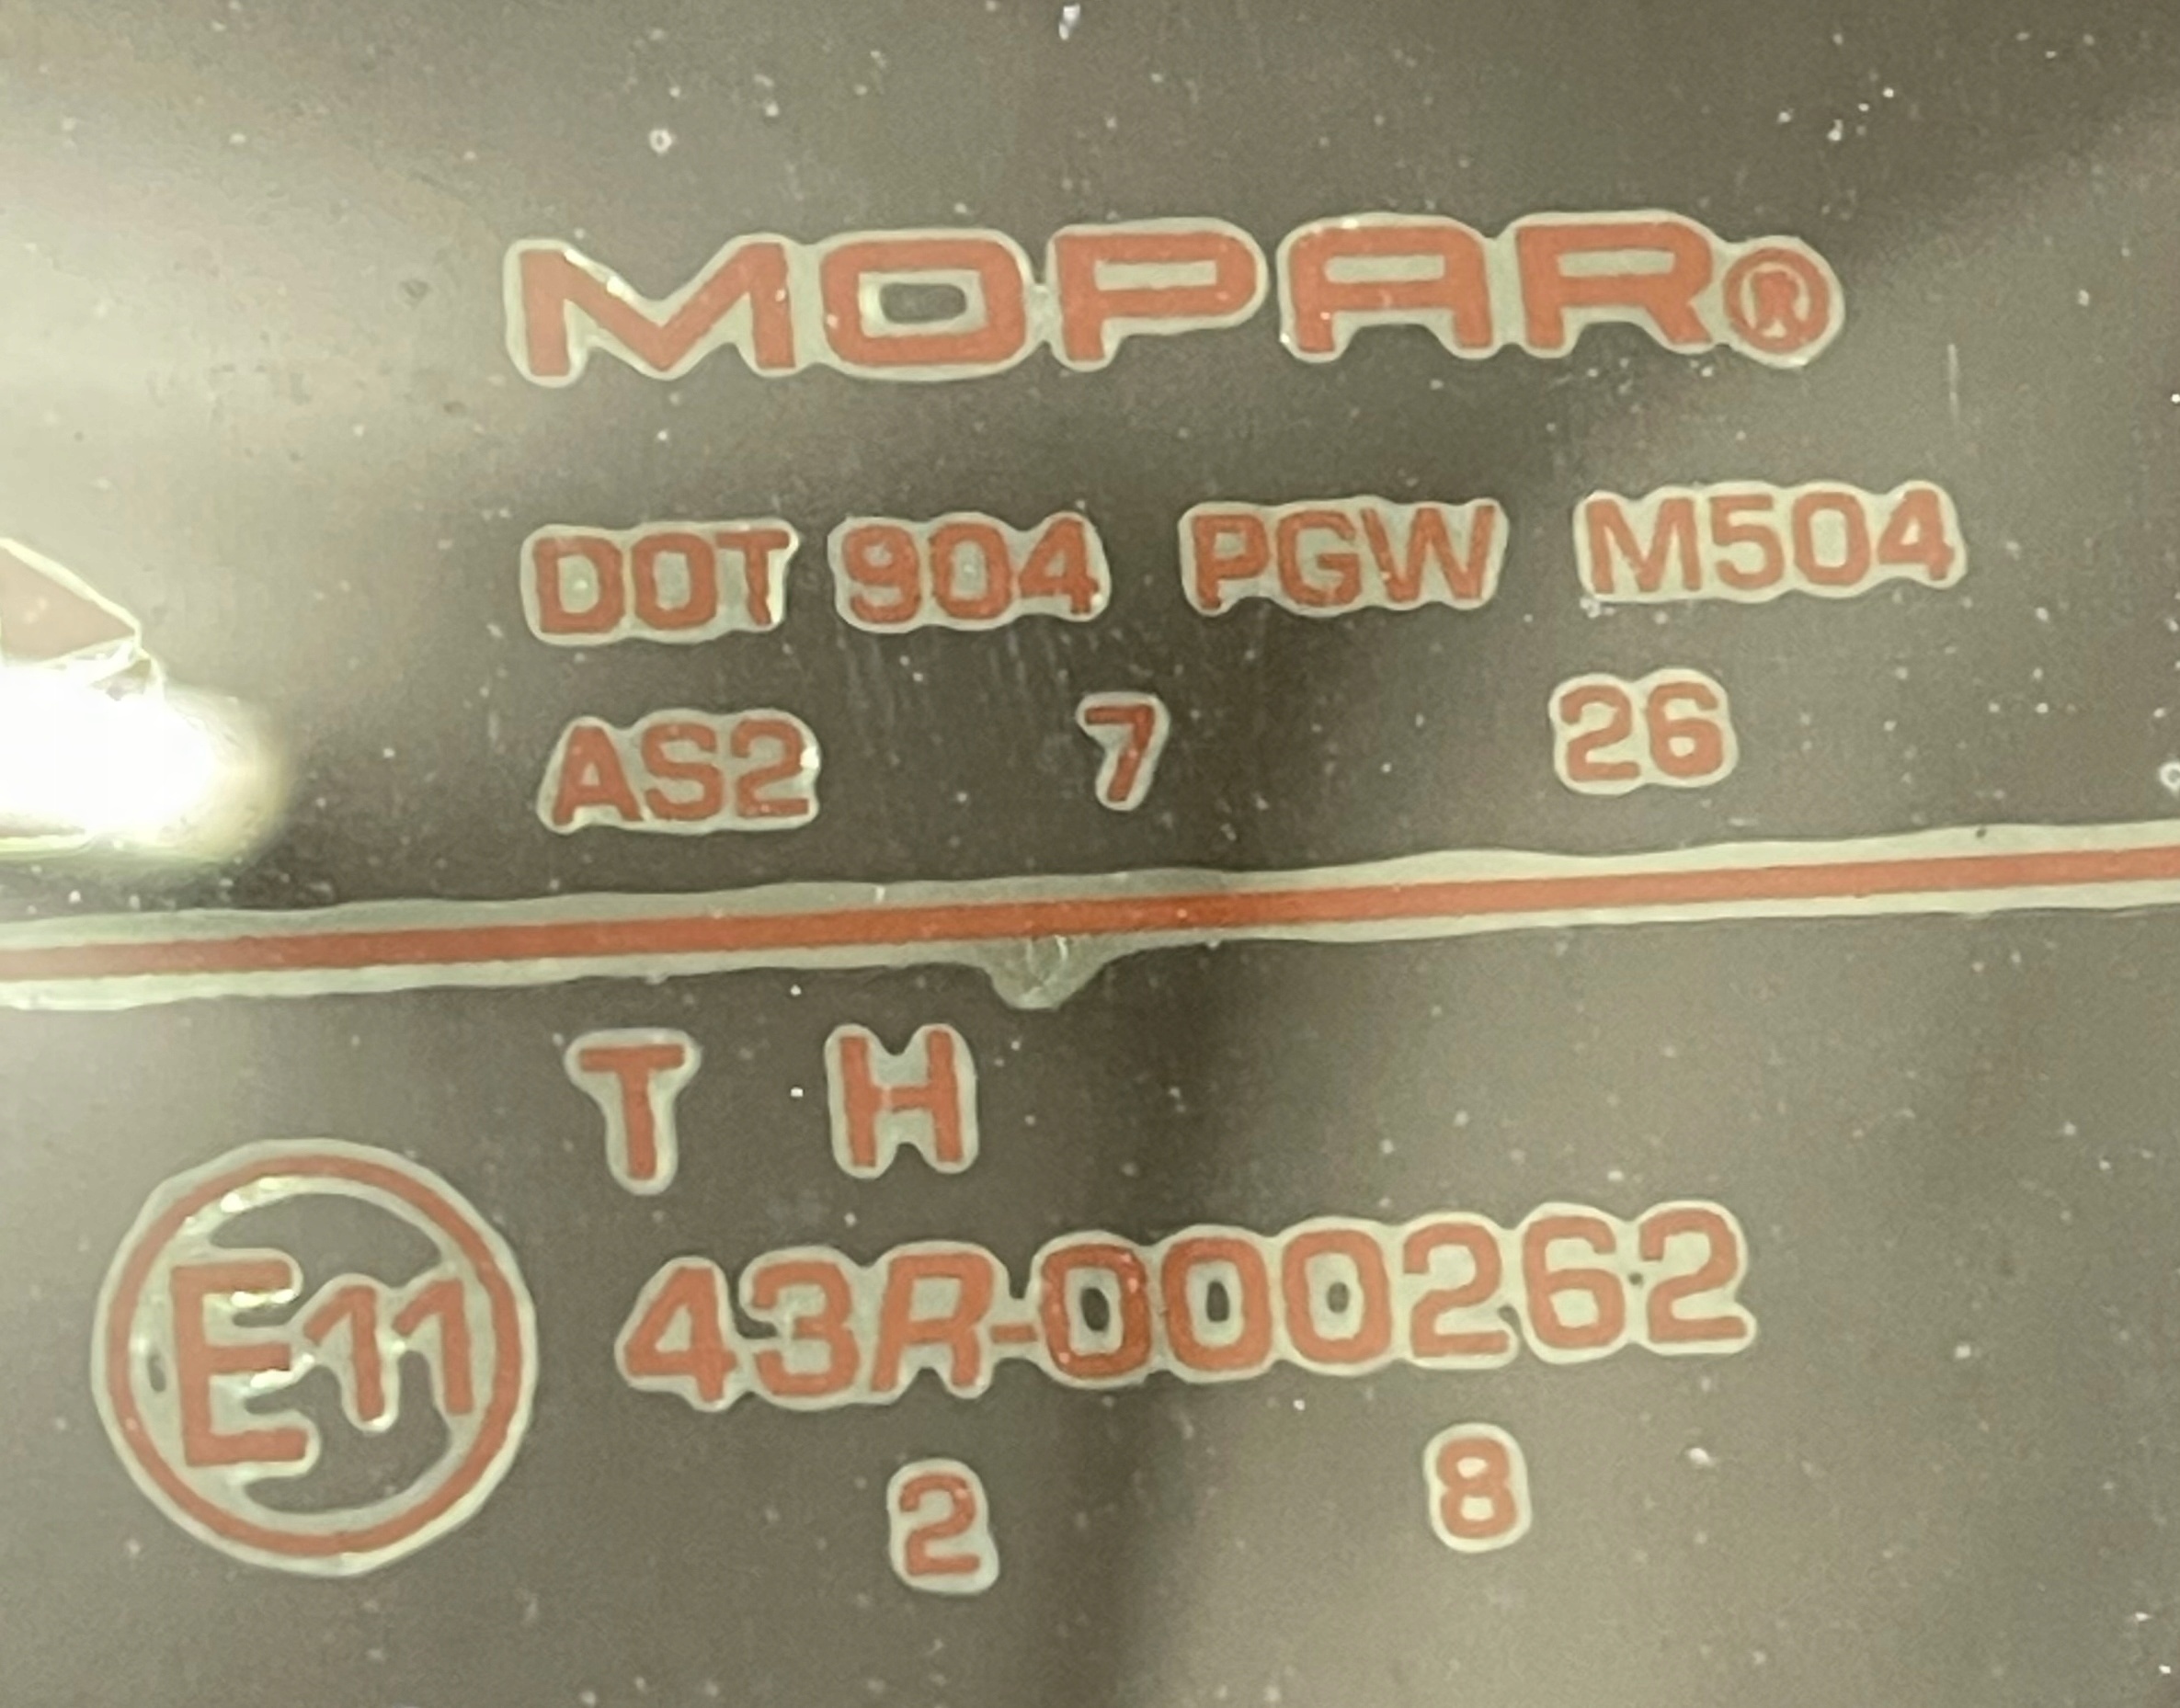 MOPAR®
DOT 904 PGW M504
AS2 7 26
T H
E11 43R-000262
2 8